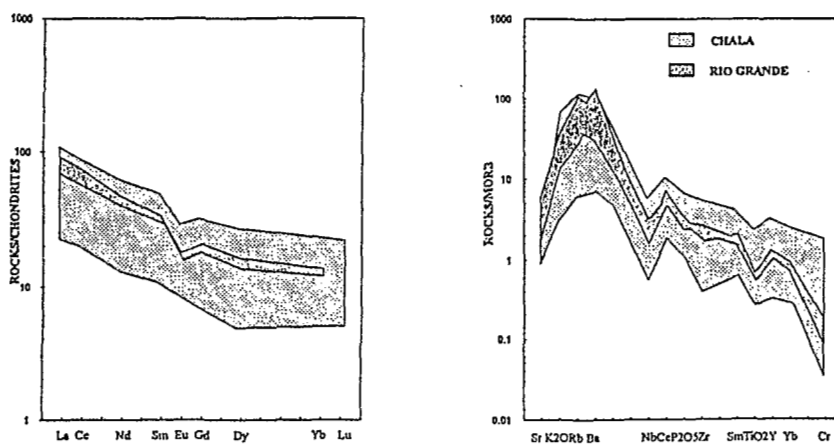 1000
100
10
1
ROCKS/CHONDRITES
La Ce Nd Sm Eu Gd Dy Yb Lu
1000
100
10
1
0.1
0.01
ROCKS/MORB
CHALA
RIO GRANDE
Sr K2ORb Ba NbCeP2O5Zr SmTiO2Y Yb Cr